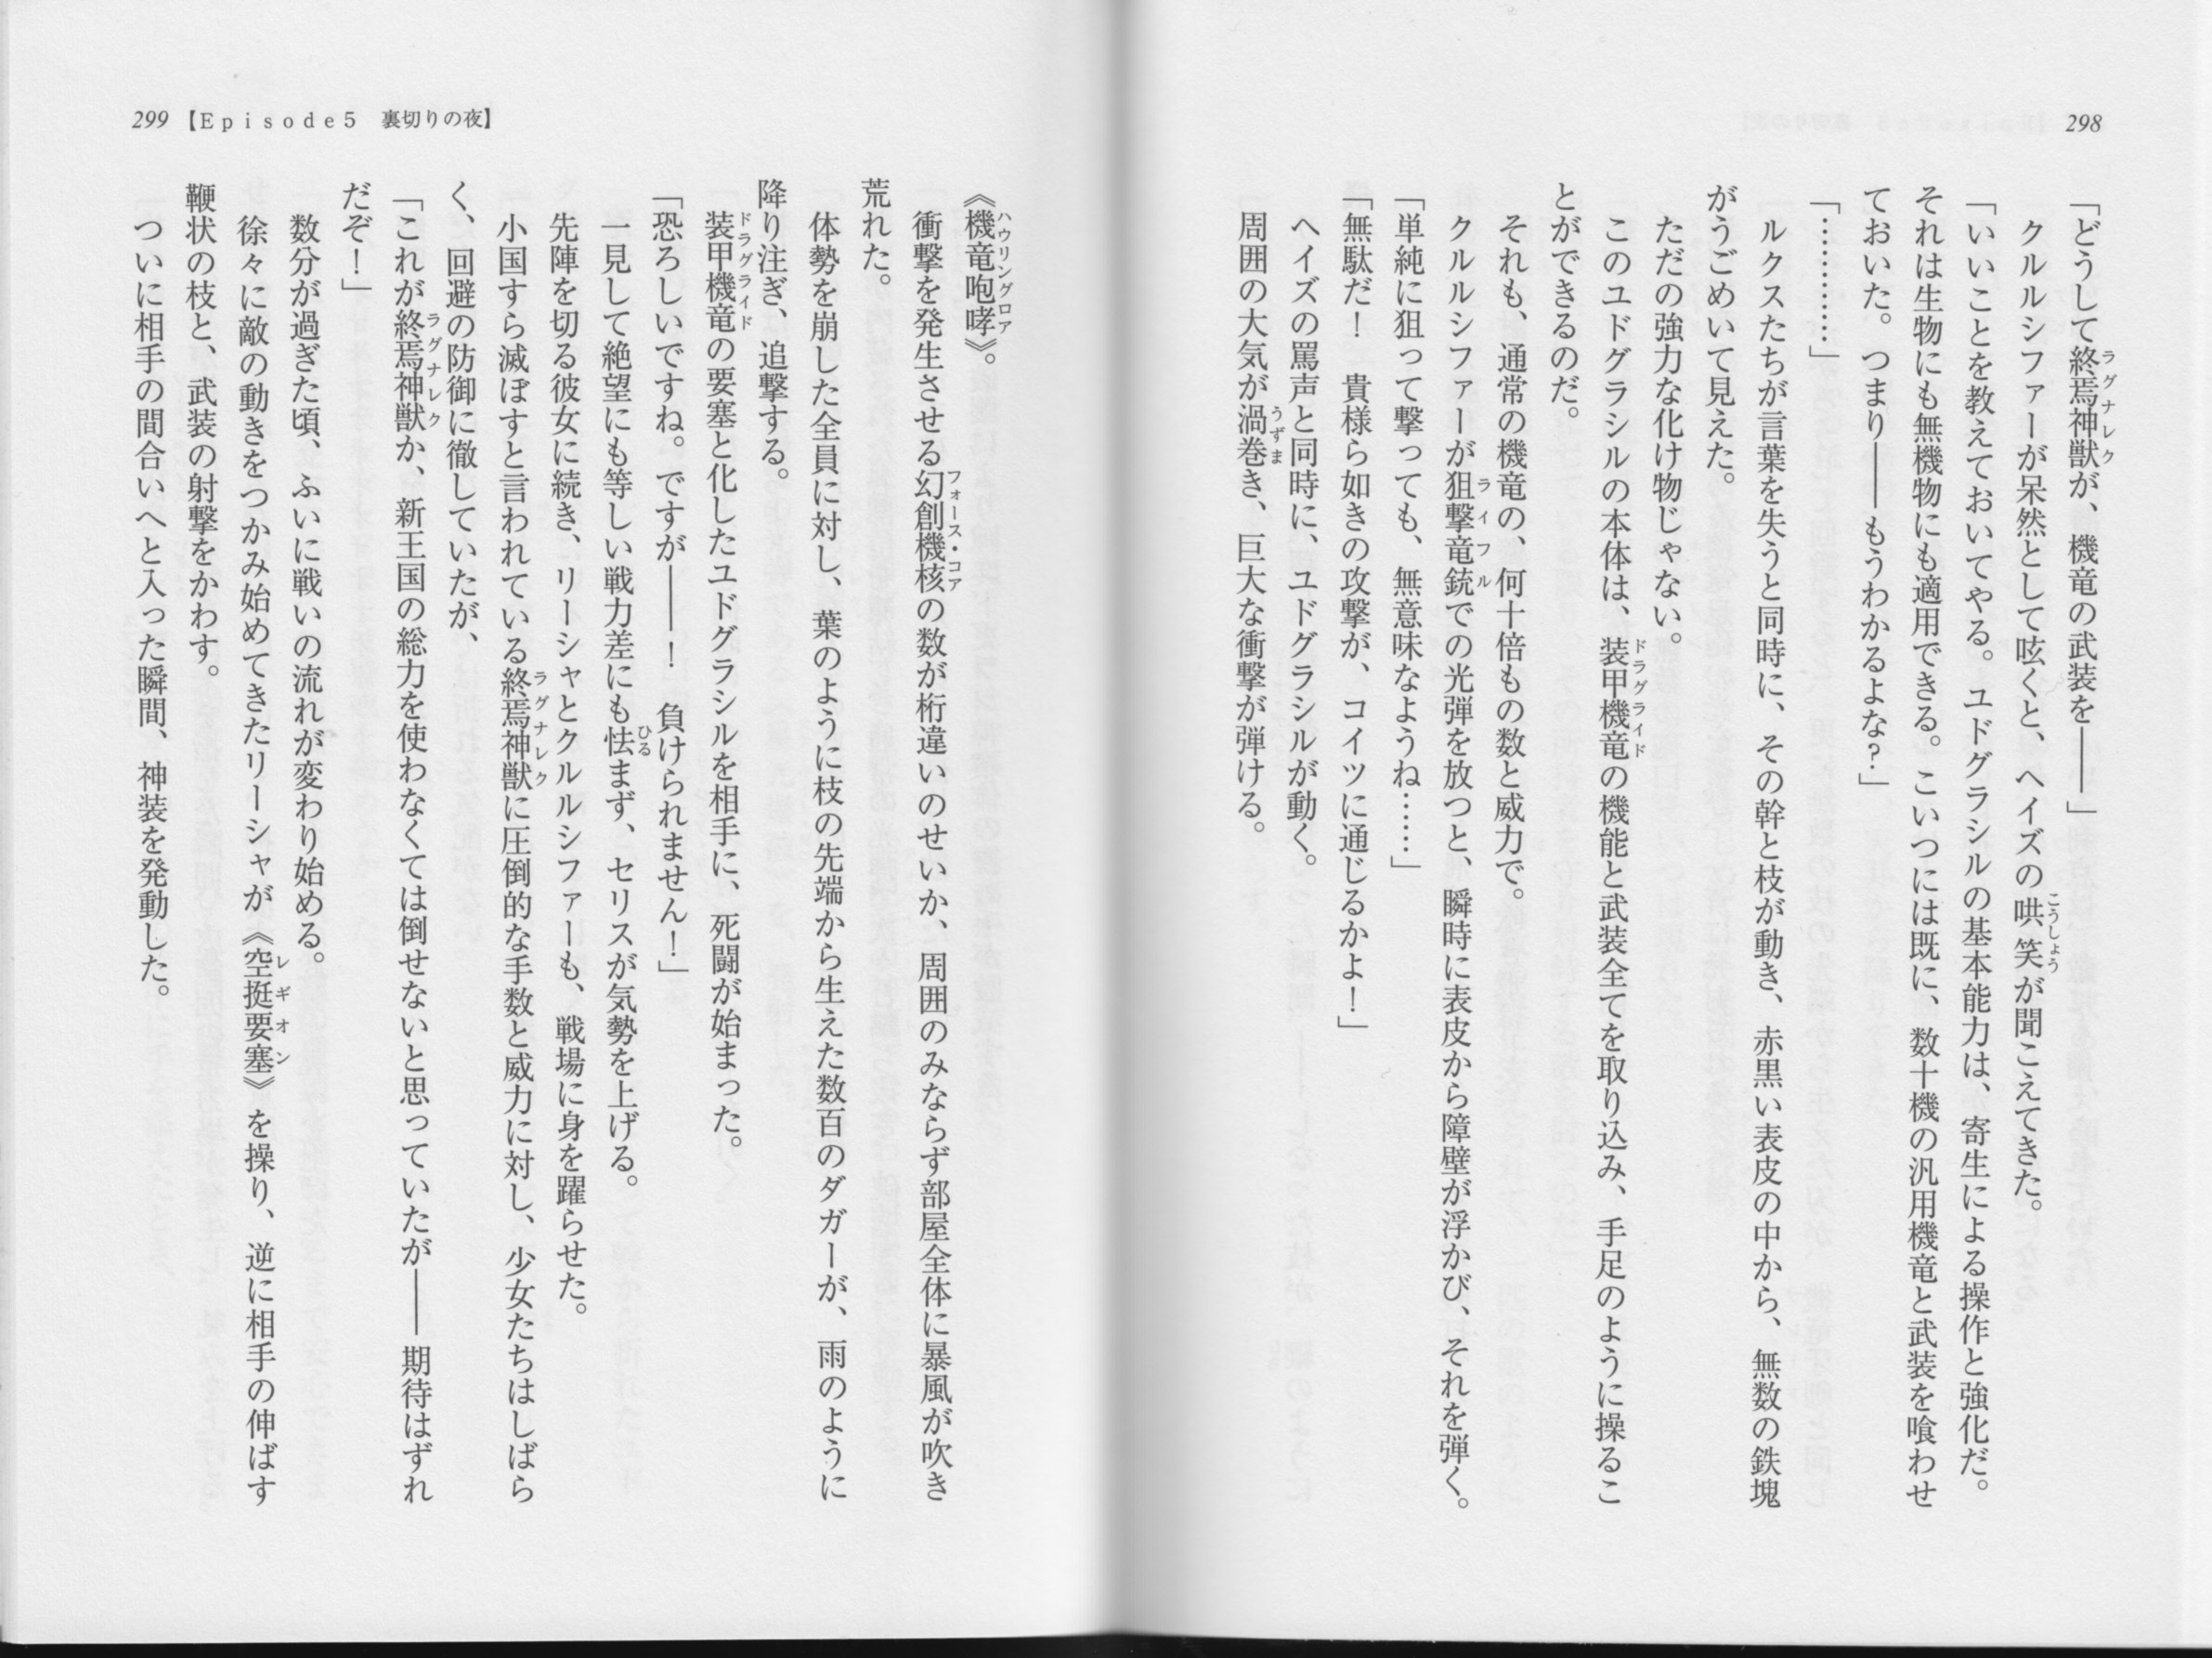 298
「どうして終焉神獣が、機竜の武装を――」
クルルシファーが呆然として呟くと、ヘイズの哄笑が聞こえてきた。
「いいことを教えておいてやる。ユドグラシルの基本能力は、寄生による操作と強化だ。
それは生物にも無機物にも適用できる。こいつには既に、数十機の汎用機竜と武装を喰わせ
ておいた。つまり――もうわかるよな?」
「…………」
ルクスたちが言葉を失うと同時に、その幹と枝が動き、赤黒い表皮の中から、無数の鉄塊
がうごめいて見えた。
ただの強力な化け物じゃない。
このユドグラシルの本体は、装甲機竜の機能と武装全てを取り込み、手足のように操るこ
とができるのだ。
それも、通常の機竜の、何十倍もの数と威力で。
クルルシファーが狙撃竜銃での光弾を放つと、瞬時に表皮から障壁が浮かび、それを弾く。
「単純に狙って撃っても、無意味なようね……」
「無駄だ! 貴様ら如きの攻撃が、コイツに通じるかよ!」
ヘイズの罵声と同時に、ユドグラシルが動く。
周囲の大気が渦巻き、巨大な衝撃が弾ける。
299【Episode5 裏切りの夜】
《機竜咆哮》。
衝撃を発生させる幻創機核の数が桁違いのせいか、周囲のみならず部屋全体に暴風が吹き
荒れた。
体勢を崩した全員に対し、葉のように枝の先端から生えた数百のダガーが、雨のように
降り注ぎ、追撃する。
装甲機竜の要塞と化したユドグラシルを相手に、死闘が始まった。
「恐ろしいですね。ですが――! 負けられません!」
一見して絶望にも等しい戦力差にも怯まず、セリスが気勢を上げる。
先陣を切る彼女に続き、リーシャとクルルシファーも、戦場に身を躍らせた。
小国すら滅ぼすと言われている終焉神獣に圧倒的な手数と威力に対し、少女たちはしばら
く、回避の防御に徹していたが、
「これが終焉神獣か、新王国の総力を使わなくては倒せないと思っていたが――期待はずれ
だぞ!」
数分が過ぎた頃、ふいに戦いの流れが変わり始める。
徐々に敵の動きをつかみ始めてきたリーシャが《空挺要塞》を操り、逆に相手の伸ばす
鞭状の枝と、武装の射撃をかわす。
ついに相手の間合いへと入った瞬間、神装を発動した。